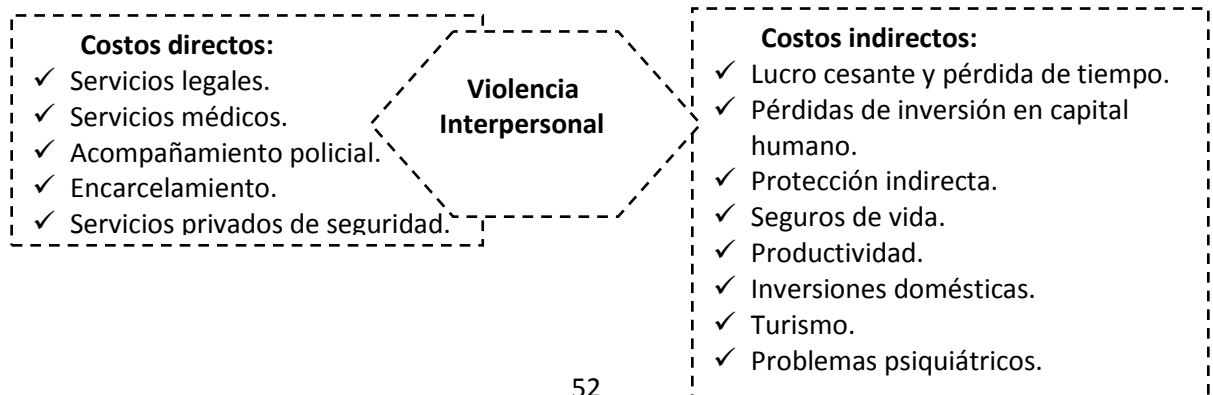 Costos directos:
✓ Servicios legales.
✓ Servicios médicos.
✓ Acompañamiento policial.
✓ Encarcelamiento.
✓ Servicios privados de seguridad.
Violencia
Interpersonal
Costos indirectos:
✓ Lucro cesante y pérdida de tiempo.
✓ Pérdidas de inversión en capital
humano.
✓ Protección indirecta.
✓ Seguros de vida.
✓ Productividad.
✓ Inversiones domésticas.
✓ Turismo.
✓ Problemas psiquiátricos.
52